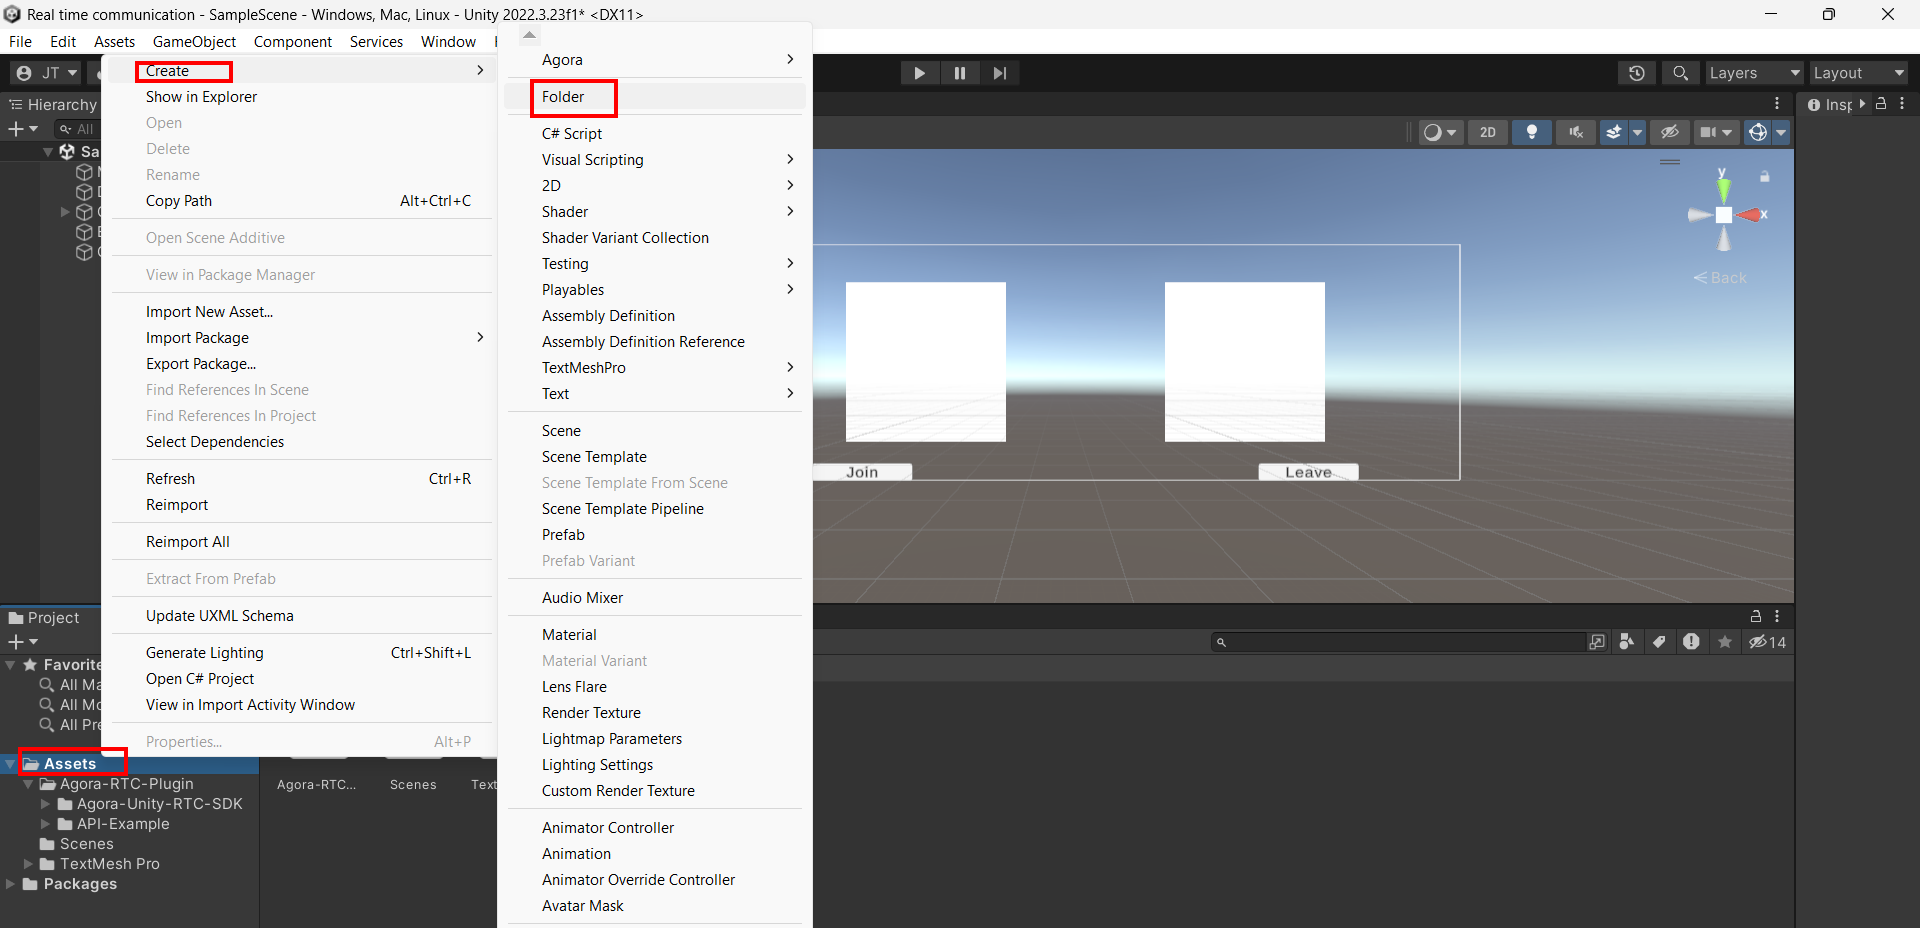 Real time communication - SampleScene - Windows, Mac, Linux - Unity 2022.3.23f1* <DX11>
File Edit Assets GameObject Component Services Window
JT
Layers
Layout
Hierarchy
All
Create
Show in Explorer
Open
Delete
Rename
Copy Path Alt+Ctrl+C
Open Scene Additive
View in Package Manager
Import New Asset...
Import Package
Export Package...
Find References In Scene
Find References In Project
Select Dependencies
Refresh Ctrl+R
Reimport
Reimport All
Extract From Prefab
Update UXML Schema
Generate Lighting Ctrl+Shift+L
Open C# Project
View in Import Activity Window
Properties... Alt+P
Agora
Folder
C# Script
Visual Scripting
2D
Shader
Shader Variant Collection
Testing
Playables
Assembly Definition
Assembly Definition Reference
TextMeshPro
Text
Scene
Scene Template
Scene Template From Scene
Scene Template Pipeline
Prefab
Prefab Variant
Audio Mixer
Material
Material Variant
Lens Flare
Render Texture
Lightmap Parameters
Lighting Settings
Custom Render Texture
Animator Controller
Animation
Animator Override Controller
Avatar Mask
Insp
2D
y
x
Back
Join
Leave
Project
14
Favorite
All Ma
All Mo
All Pre
Assets
Agora-RTC-Plugin
Agora-Unity-RTC-SDK
API-Example
Scenes
TextMesh Pro
Packages
Agora-RTC... Scenes Text